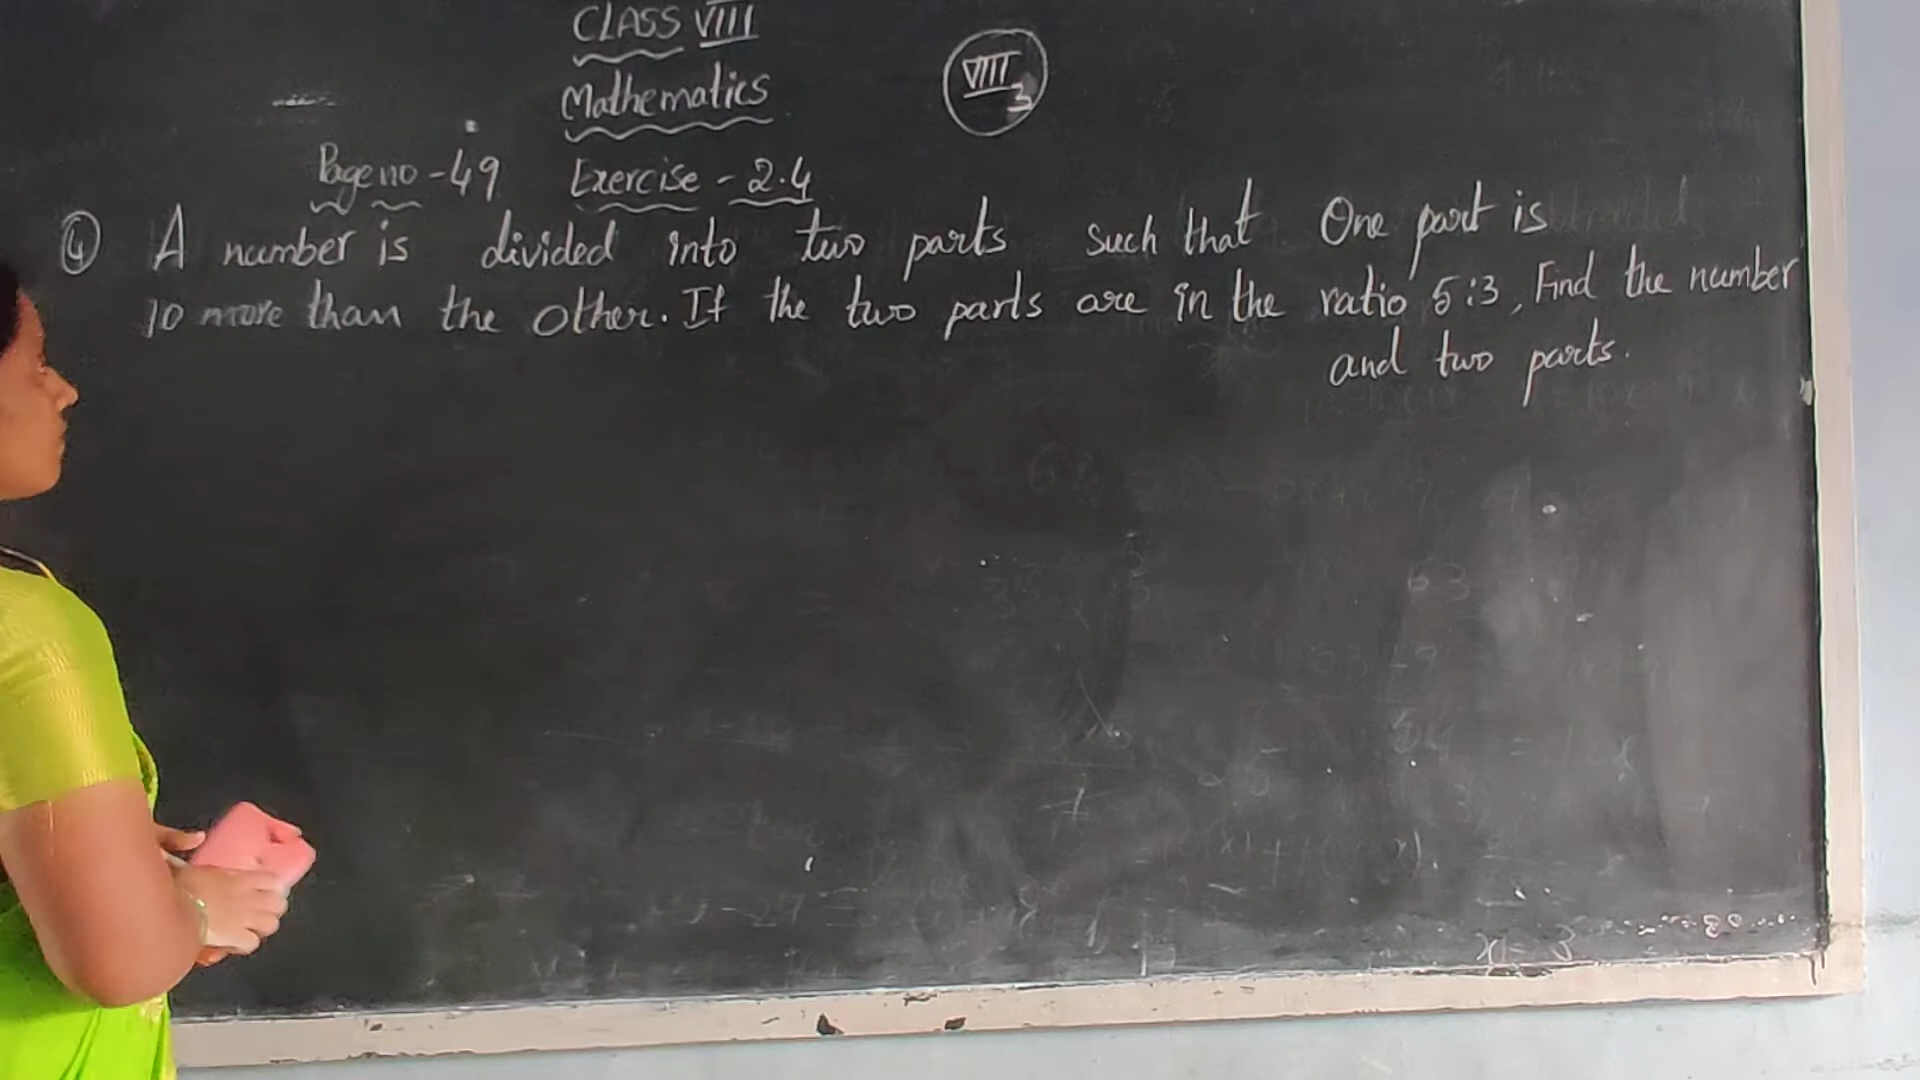 CLASS VIII
VIII 3
Mathematics
Page no - 49 Exercise - 2.4
④ A number is divided into two parts such that One part is
10 more than the other. If the two parts are in the ratio 5:3, Find the number
and two parts.
63
x = 3